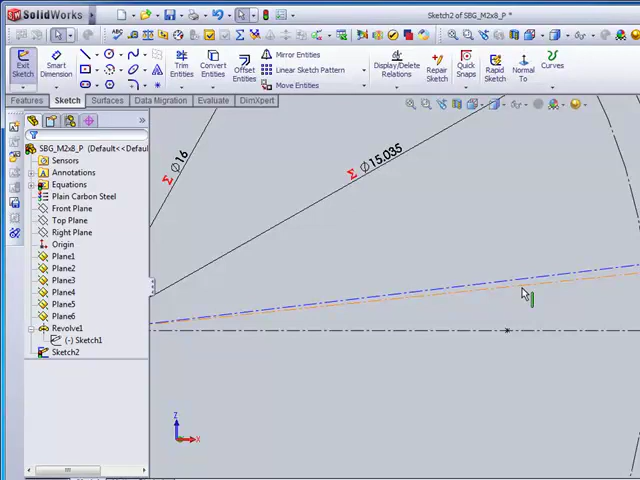 SolidWorks
Sketch2 of SBG_M2x8_P *
Exit Sketch
Smart Dimension
Trim Entities
Convert Entities
Offset Entities
Mirror Entities
Linear Sketch Pattern
Move Entities
Display/Delete Relations
Repair Sketch
Quick Snaps
Rapid Sketch
Normal To
Curves
Features
Sketch
Surfaces
Data Migration
Evaluate
DimXpert
SBG_M2x8_P (Default<<Defaul
Sensors
Annotations
Equations
Plain Carbon Steel
Front Plane
Top Plane
Right Plane
Origin
Plane1
Plane2
Plane3
Plane4
Plane5
Plane6
Revolve1
(-) Sketch1
Sketch2
Σ Ø16
Σ Ø15.035
Z
X